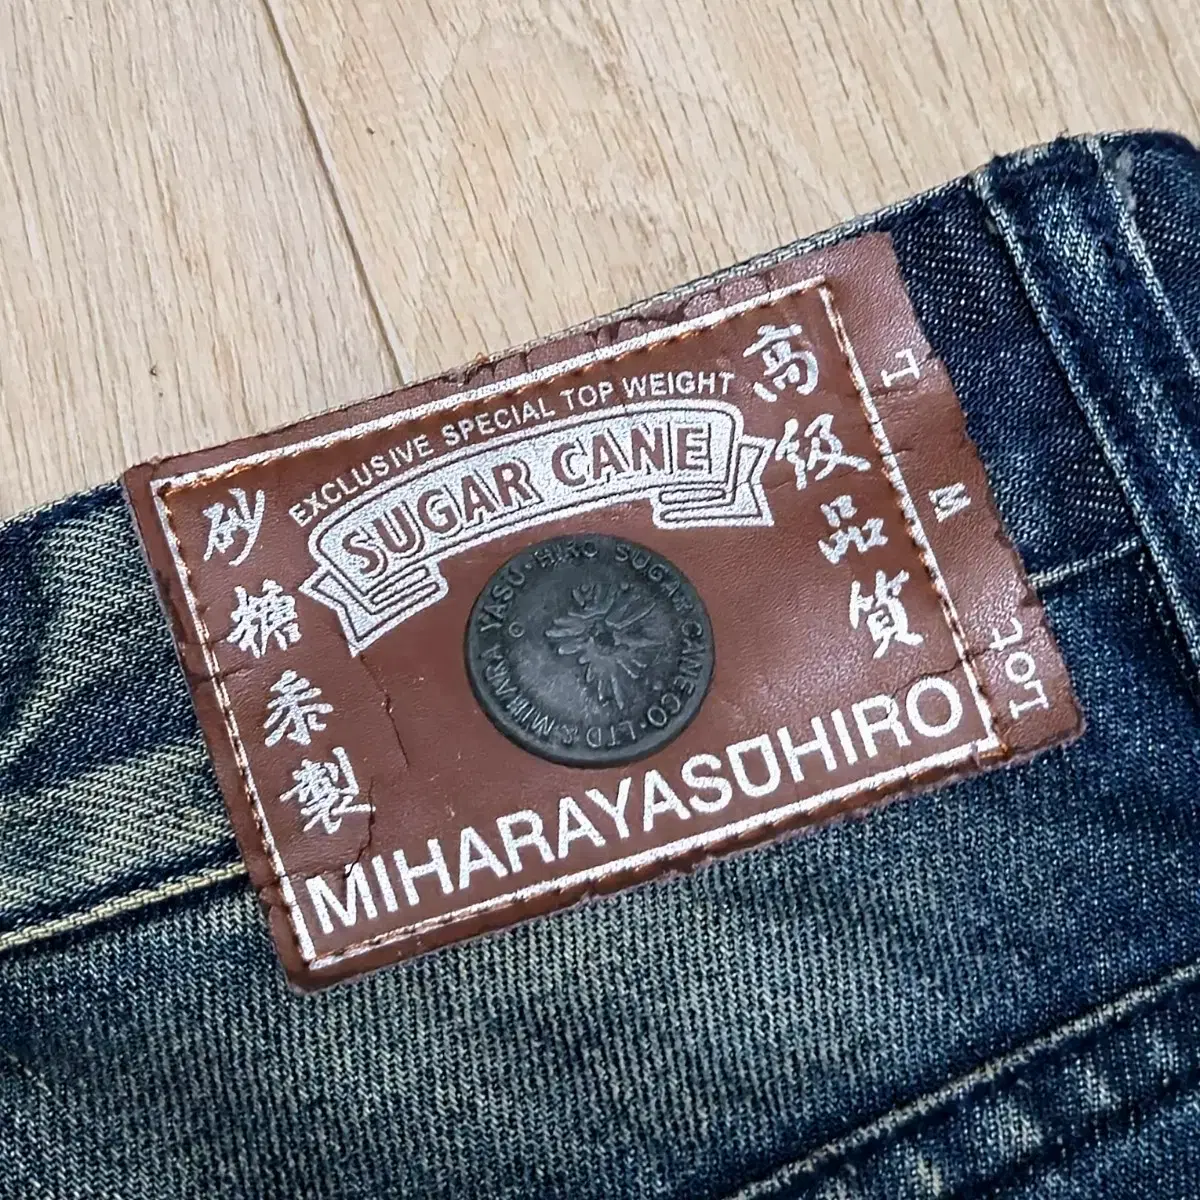 EXCLUSIVE SPECIAL TOP WEIGHT
SUGAR CANE
高級品質
砂糖黍製
MIHARA YASU·HIRO SUGAR CANE.CO.LTD &
MIHARAYASUHIRO
L
W
Lot